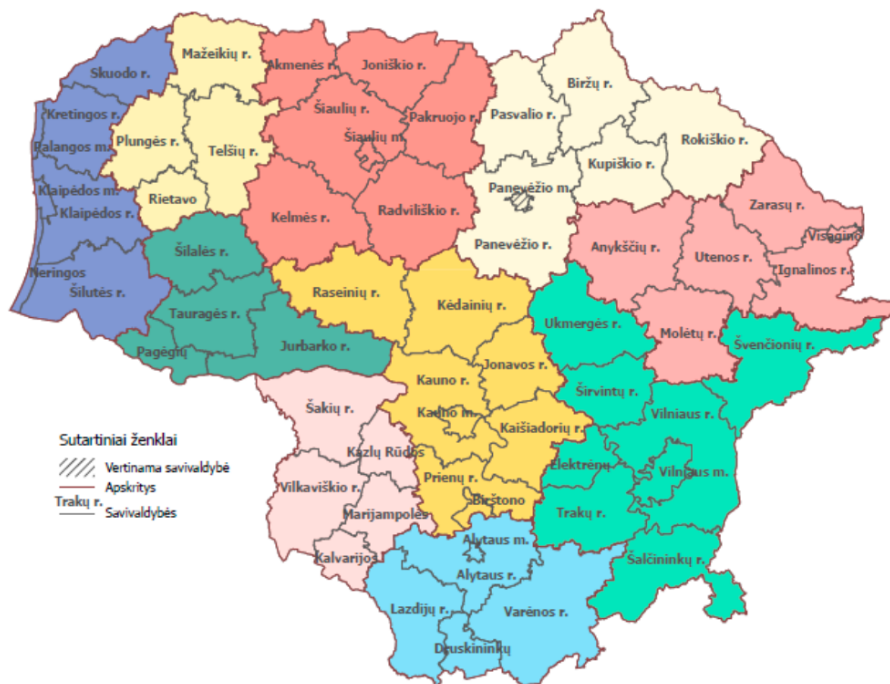 Mažeikių r.
Skuodo r.
Akmenės r.
Joniškio r.
Biržų r.
Kretingos r.
Šiaulių r.
Pakruojo r.
Pasvalio r.
Plungės r.
Telšių r.
Šiaulių m.
Rokiškio r.
Palangos m.
Kupiškio r.
Klaipėdos m.
Rietavo
Panevėžio m.
Klaipėdos r.
Kelmės r.
Radviliškio r.
Zarasų r.
Visagino
Šilalės r.
Panevėžio r.
Anykščių r.
Utenos r.
Ignalinos r.
Neringos
Šilutės r.
Raseinių r.
Kėdainių r.
Tauragės r.
Ukmergės r.
Molėtų r.
Švenčionių r.
Pagėgių
Jurbarko r.
Jonavos r.
Kauno r.
Širvintų r.
Šakių r.
Kauno m.
Vilniaus r.
Kaišiadorių r.
Sutartiniai ženklai
Kazlų Rūdos
Vertinama savivaldybė
Elektrėnų
Vilniaus m.
Prienų r.
Apskritys
Vilkaviškio r.
Birštono
Trakų r.
Savivaldybės
Marijampolės
Trakų r.
Alytaus m.
Kalvarijos
Šalčininkų r.
Alytaus r.
Lazdijų r.
Varėnos r.
Druskininkų